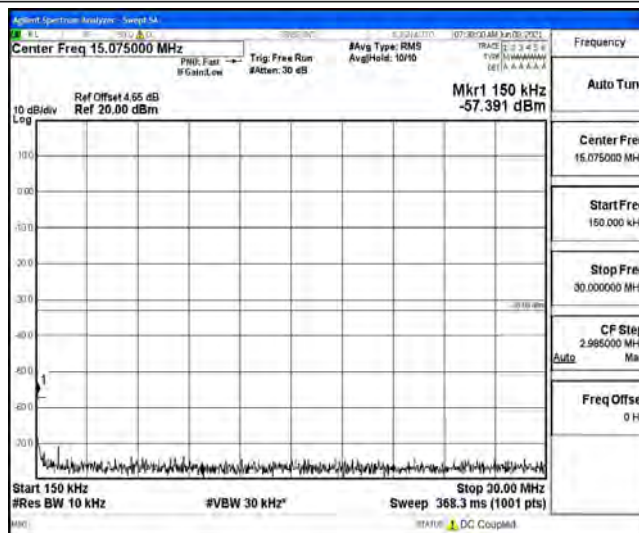 Agilent Spectrum Analyzer - Swept SA
RL
07:30:00 AM Jun 09, 2021
Center Freq 15.075000 MHz
#Avg Type: RMS
TRACE 1 2 3 4 5 6
Frequency
PNO: Fast
Trig: Free Run
Avg|Hold: 10/10
TYPE
IFGain:Low
#Atten: 30 dB
DET A A A A A A
Auto Tun
Mkr1 150 kHz
Ref Offset 4.65 dB
-57.391 dBm
10 dB/div
Ref 20.00 dBm
Log
Center Fre
15.075000 MH
10.0
0.00
Start Fre
150.000 kH
-10.0
-20.0
Stop Fre
30.000000 MH
-30.0
-40.0
CF Step
2.985000 MH
Auto
Ma
-50.0
1
-60.0
Freq Offse
0 H
-70.0
Start 150 kHz
Stop 30.00 MHz
#Res BW 10 kHz
#VBW 30 kHz*
Sweep 368.3 ms (1001 pts)
MSG
STATUS
DC Coupled